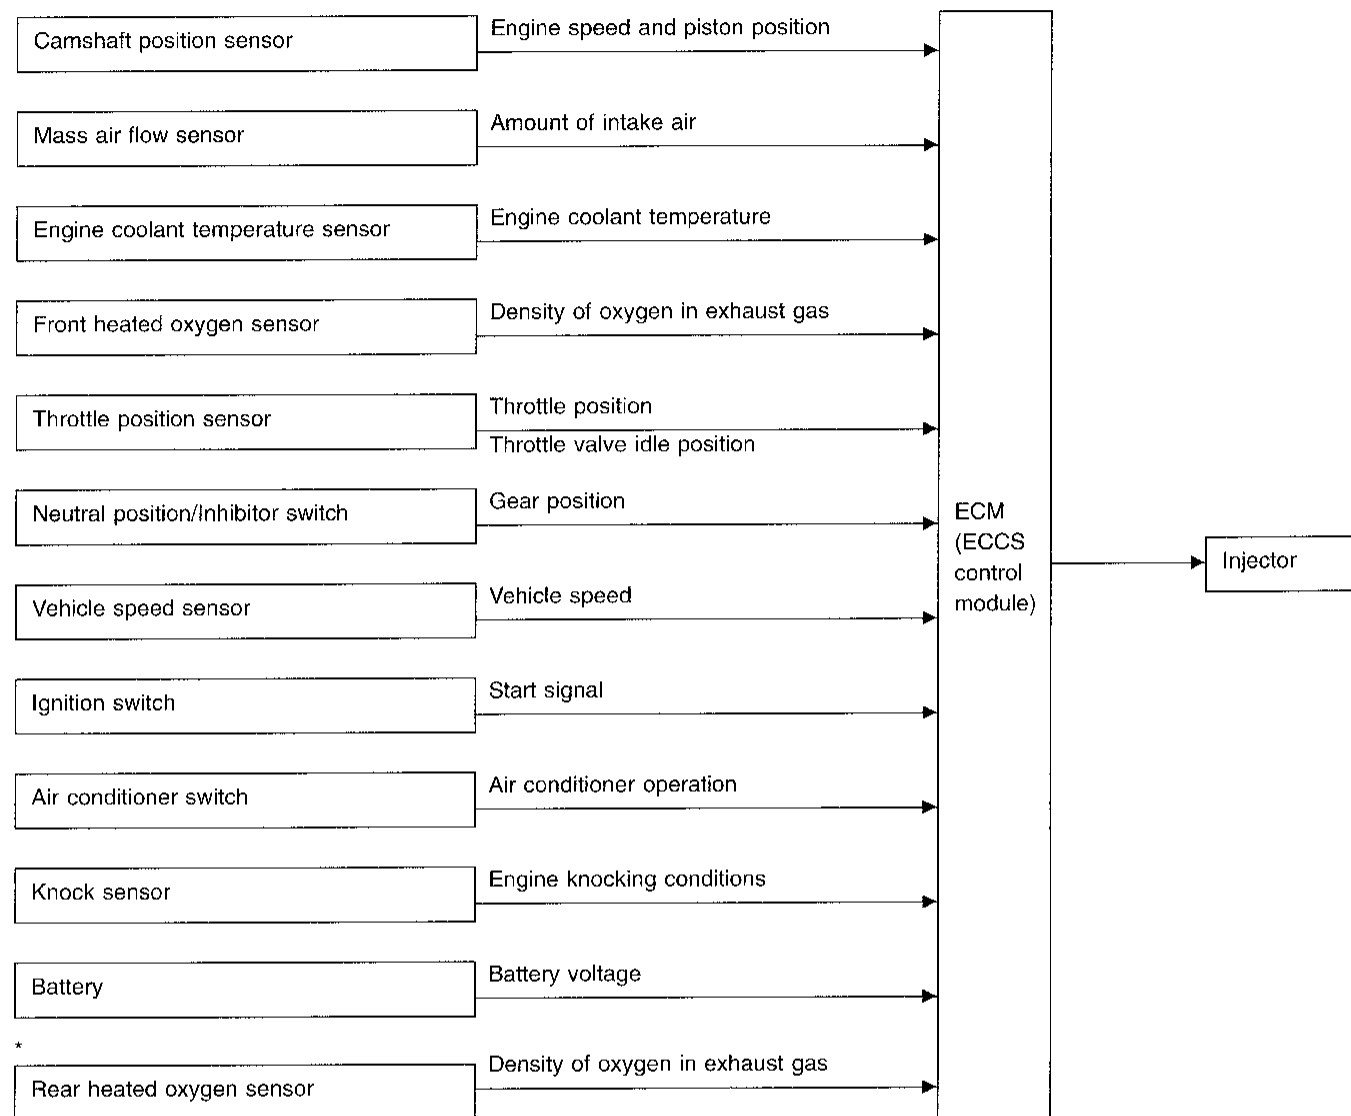 Camshaft position sensor
Engine speed and piston position
Mass air flow sensor
Amount of intake air
Engine coolant temperature sensor
Engine coolant temperature
Front heated oxygen sensor
Density of oxygen in exhaust gas
Throttle position sensor
Throttle position
Throttle valve idle position
Neutral position/Inhibitor switch
Gear position
Vehicle speed sensor
Vehicle speed
Ignition switch
Start signal
Air conditioner switch
Air conditioner operation
Knock sensor
Engine knocking conditions
Battery
Battery voltage
*
Rear heated oxygen sensor
Density of oxygen in exhaust gas
ECM
(ECCS
control
module)
Injector